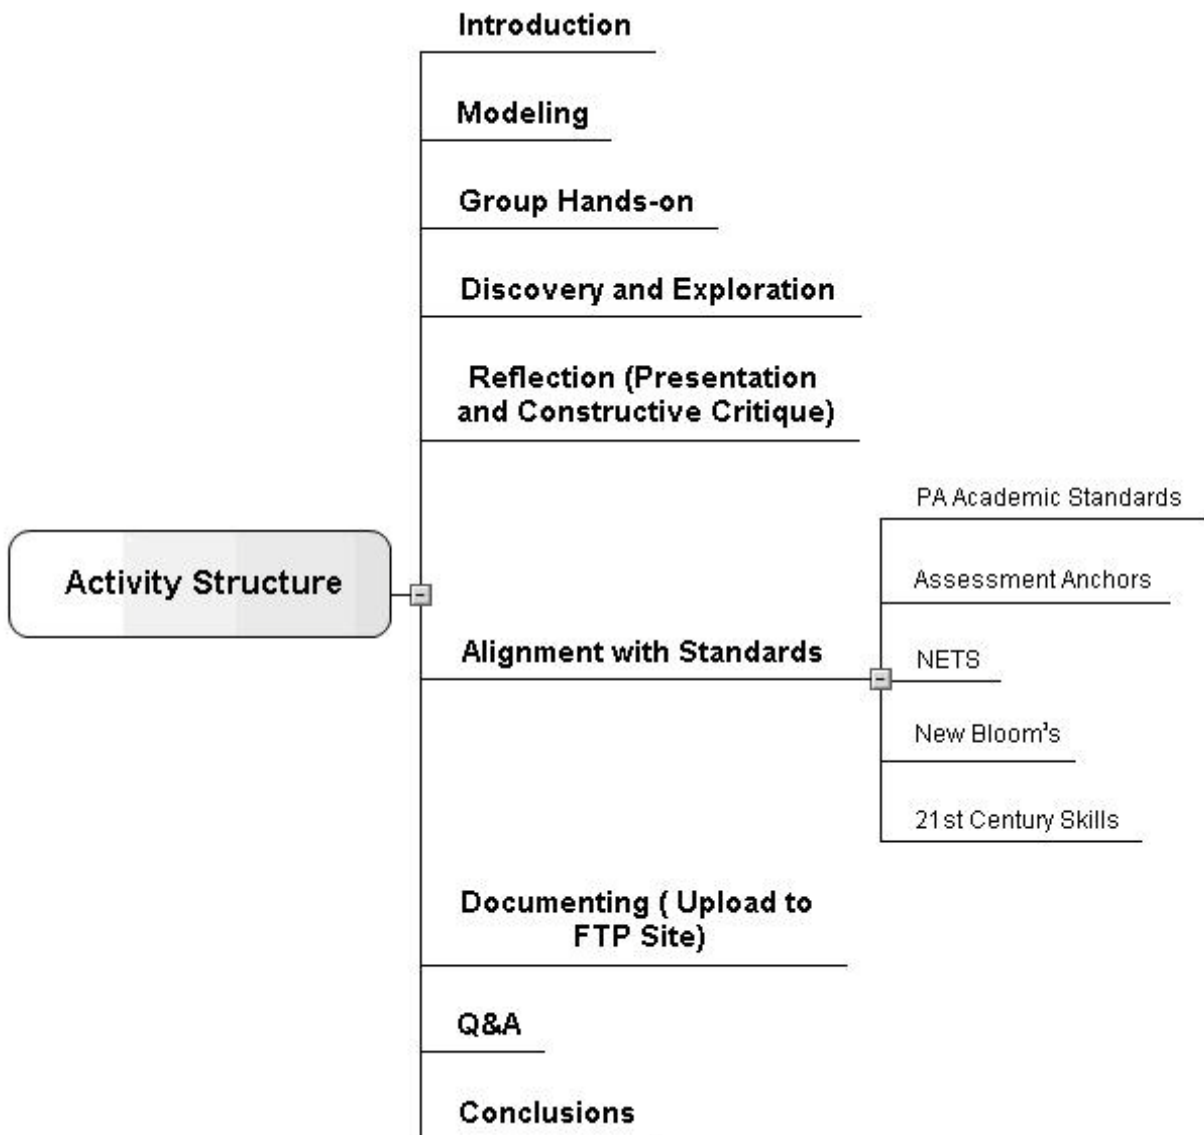 Introduction
Modeling
Group Hands-on
Discovery and Exploration
Reflection (Presentation
and Constructive Critique)
Activity Structure
Alignment with Standards
PA Academic Standards
Assessment Anchors
NETS
New Bloom's
21st Century Skills
Documenting ( Upload to
FTP Site)
Q&A
Conclusions